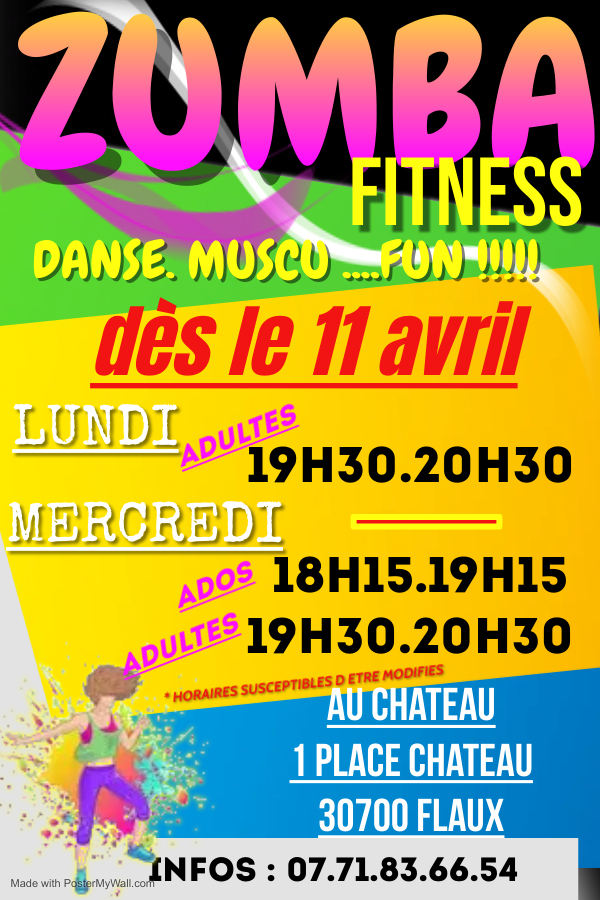 ZUMBA
FITNESS
DANSE. MUSCU ....FUN !!!!!
dès le 11 avril
LUNDI
ADULTES
19H30.20H30
MERCREDI
ADOS
18H15.19H15
ADULTES
19H30.20H30
* HORAIRES SUSCEPTIBLES D ETRE MODIFIES
AU CHATEAU
1 PLACE CHATEAU
30700 FLAUX
INFOS : 07.71.83.66.54
Made with PosterMyWall.com